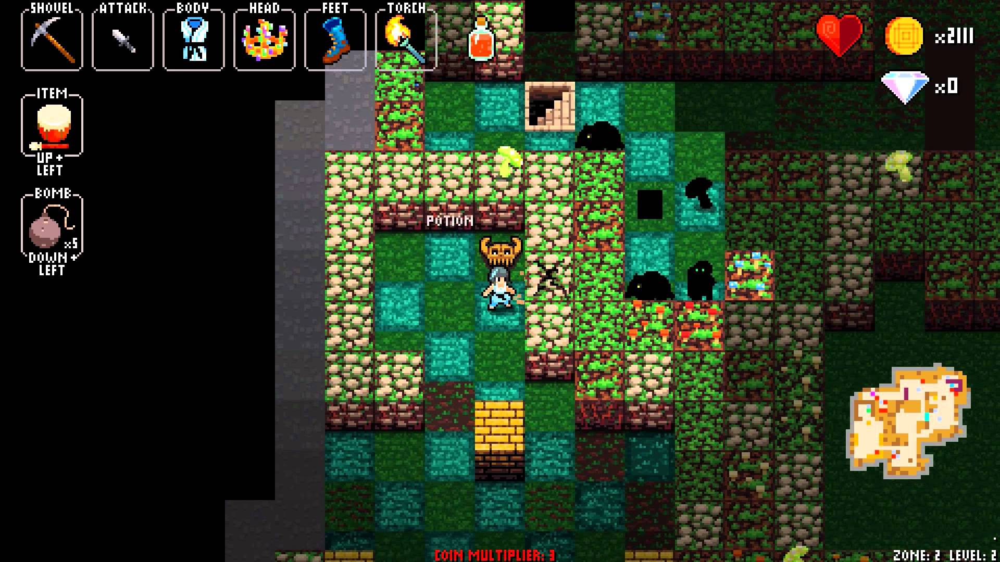 SHOVEL ATTACK BODY HEAD FEET TORCH
x2111
x0
ITEM
UP +
LEFT
BOMB
x5
DOWN +
LEFT
POTION
COIN MULTIPLIER: 3
ZONE: 2 LEVEL: 2